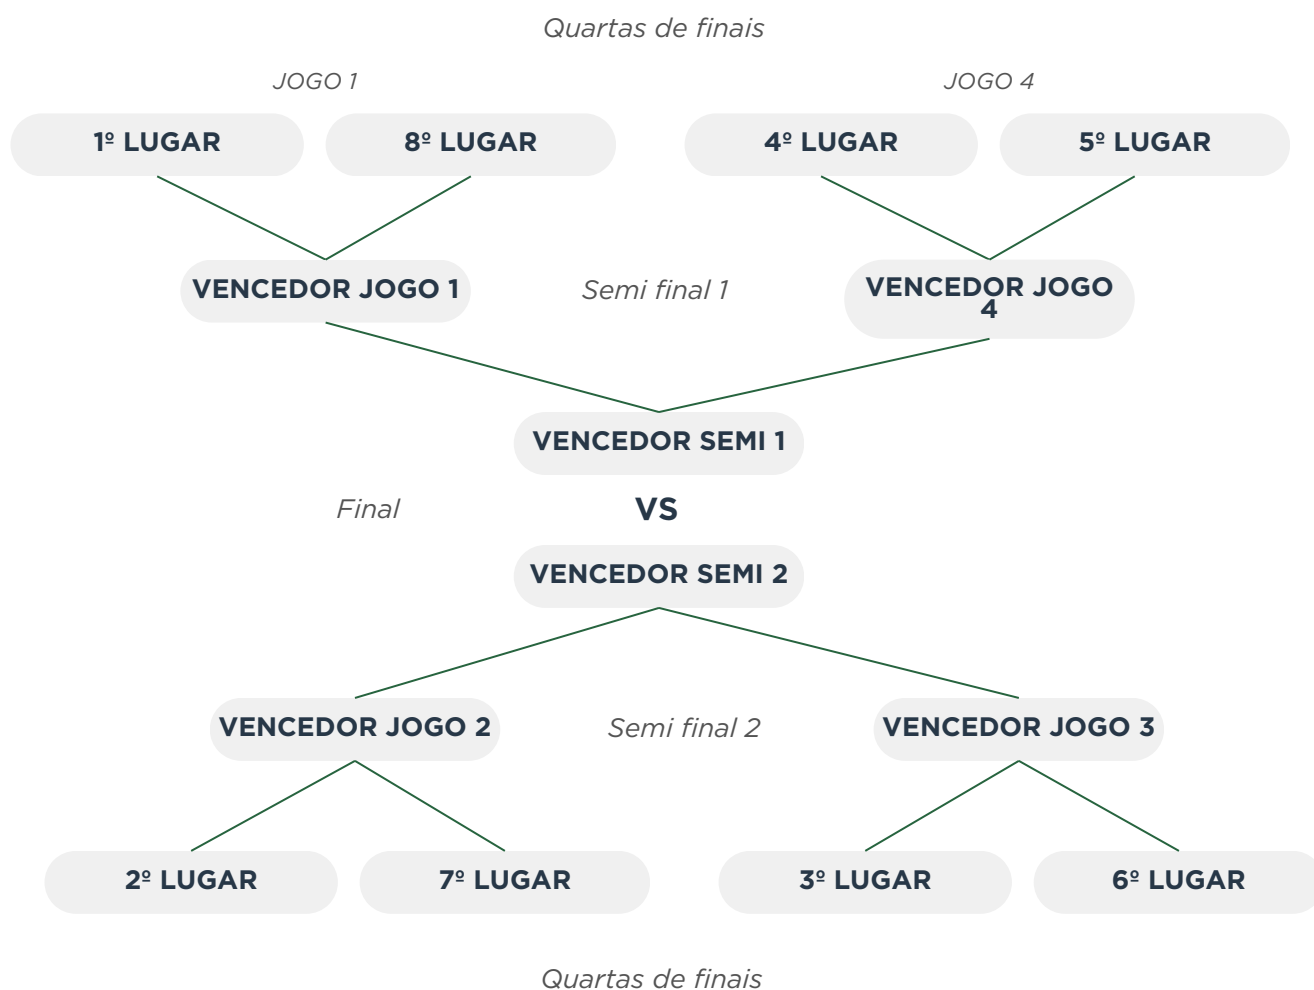 Quartas de finais
JOGO 1
JOGO 4
1º LUGAR
8º LUGAR
4º LUGAR
5º LUGAR
VENCEDOR JOGO 1
Semi final 1
VENCEDOR JOGO
4
VENCEDOR SEMI 1
Final
VS
VENCEDOR SEMI 2
VENCEDOR JOGO 2
Semi final 2
VENCEDOR JOGO 3
2º LUGAR
7º LUGAR
3º LUGAR
6º LUGAR
Quartas de finais